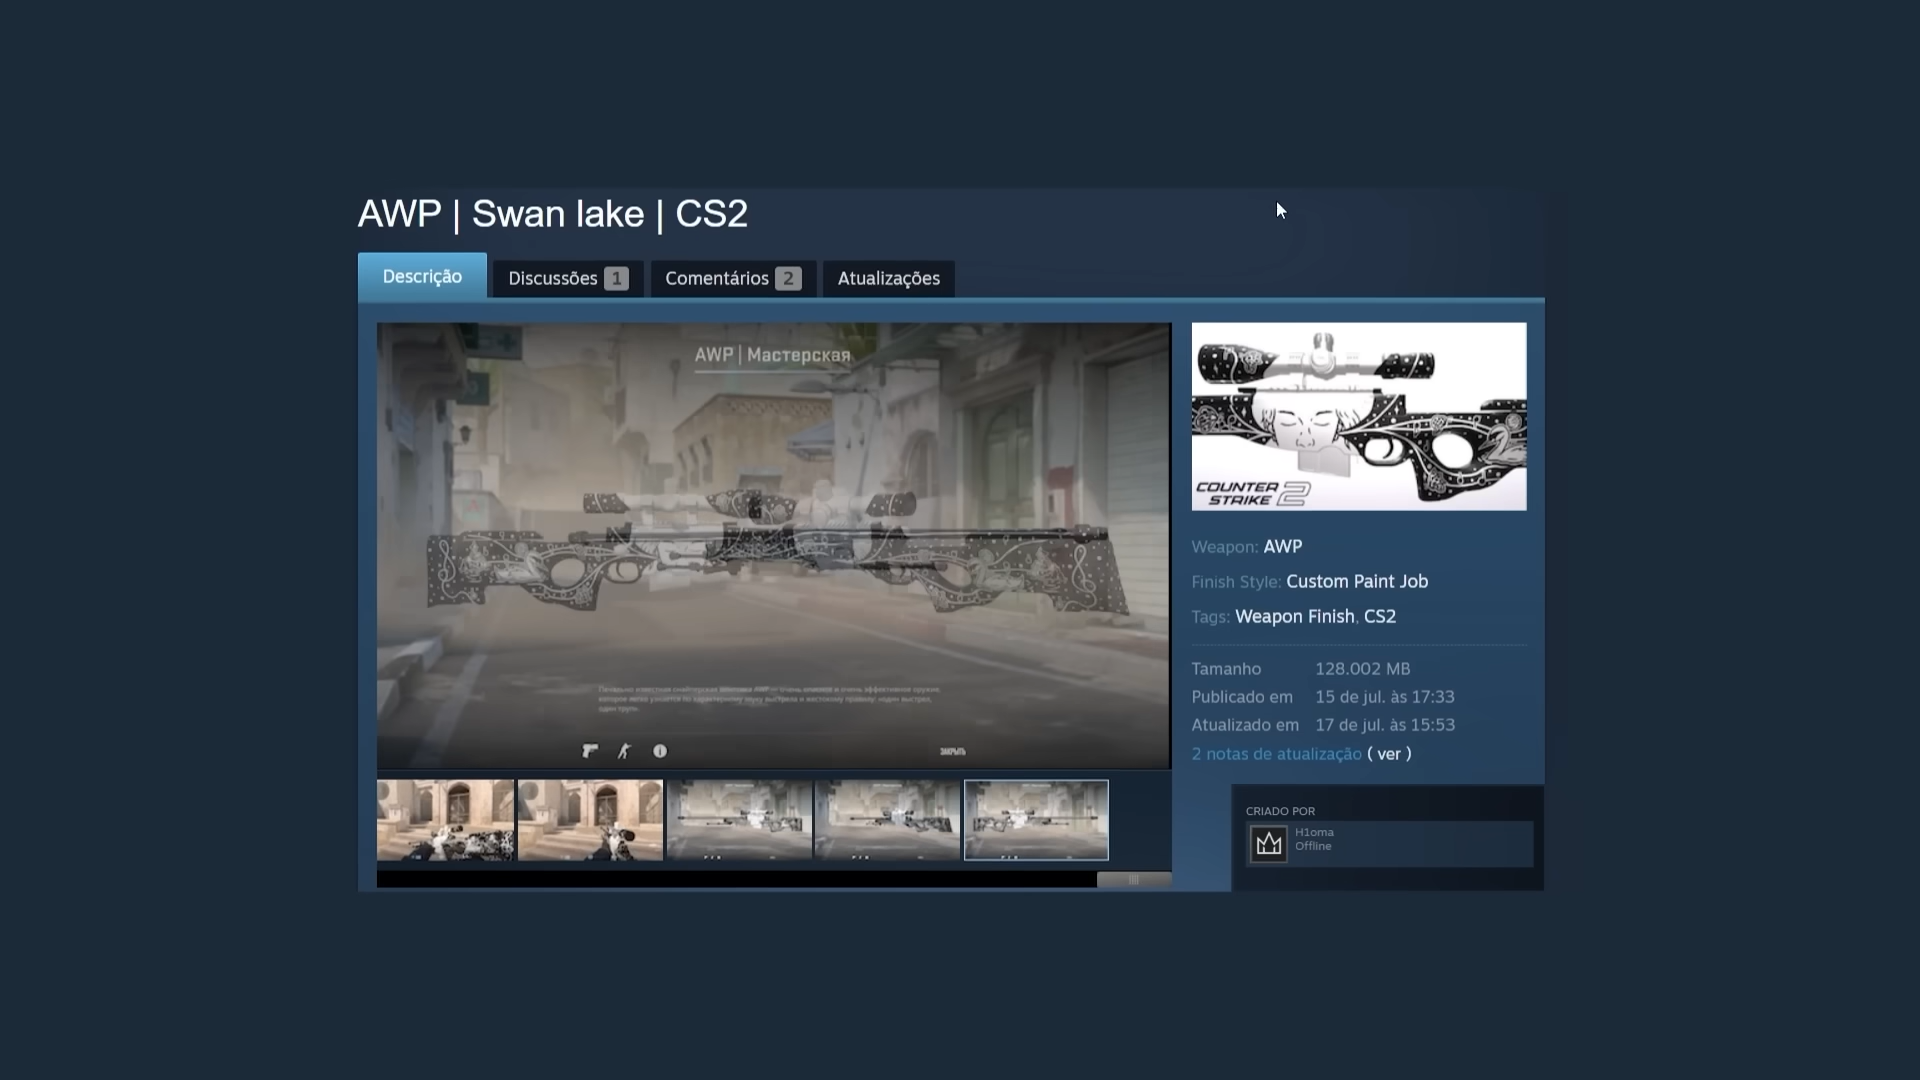 AWP | Swan lake | CS2
Descrição
Discussões 1
Comentários 2
Atualizações
AWP | Мастерская
COUNTER
STRIKE 2
Weapon: AWP
Finish Style: Custom Paint Job
Tags: Weapon Finish, CS2
Tamanho 128.002 MB
Publicado em 15 de jul. às 17:33
Atualizado em 17 de jul. às 15:53
2 notas de atualização ( ver )
CRIADO POR
H1oma
Offline